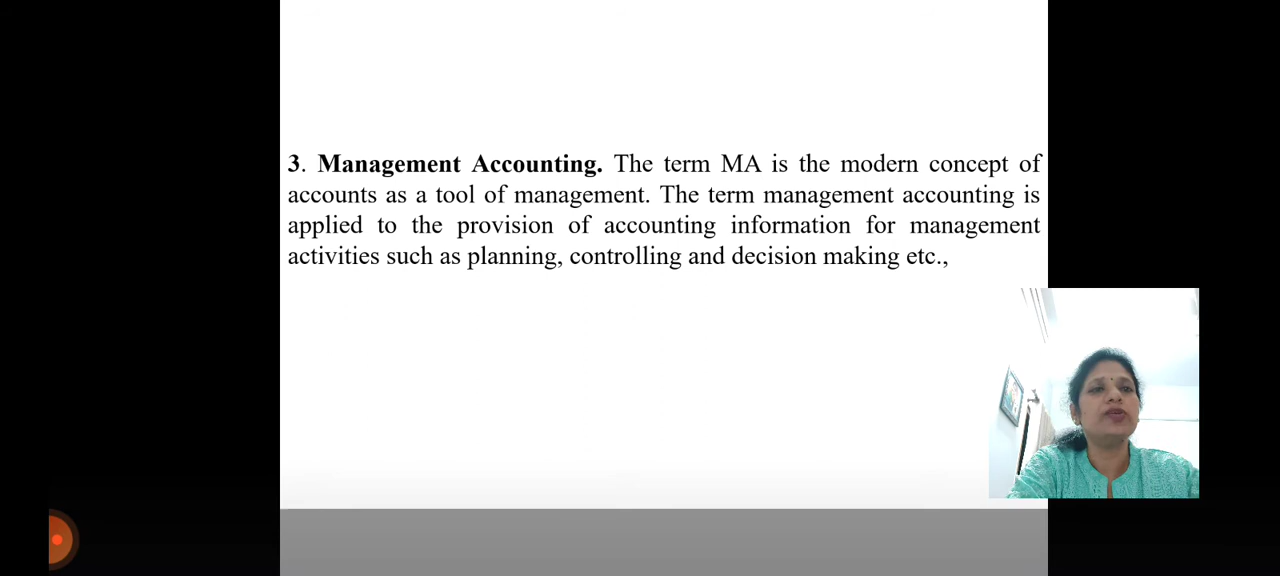 3. Management Accounting. The term MA is the modern concept of
accounts as a tool of management. The term management accounting is
applied to the provision of accounting information for management
activities such as planning, controlling and decision making etc.,